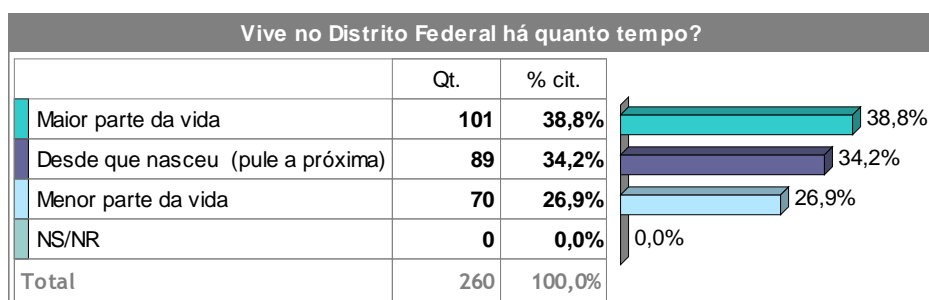 Vive no Distrito Federal há quanto tempo?
Qt. % cit.
Maior parte da vida 101 38,8% 38,8%
Desde que nasceu (pule a próxima) 89 34,2% 34,2%
Menor parte da vida 70 26,9% 26,9%
NS/NR 0 0,0% 0,0%
Total 260 100,0%